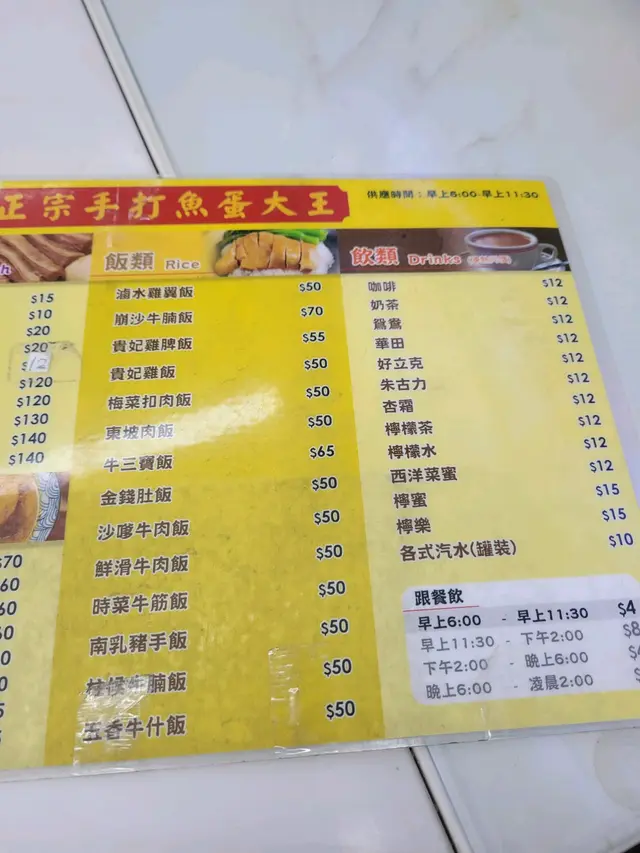 正宗手打魚蛋大王
供應時間：早上6:00-早上11:30
$15
$10
$20
$20
12
$120
$120
$130
$140
$140
$70
飯類 Rice
滷水雞翼飯 $50
崩沙牛腩飯 $70
貴妃雞脾飯 $55
貴妃雞飯 $50
梅菜扣肉飯 $50
東坡肉飯 $50
牛三寶飯 $65
金錢肚飯 $50
沙嗲牛肉飯 $50
鮮滑牛肉飯 $50
時菜牛筋飯 $50
南乳豬手飯 $50
柱候牛腩飯 $50
五香牛什飯 $50
飲類 Drinks
咖啡 $12
奶茶 $12
鴛鴦 $12
華田 $12
好立克 $12
朱古力 $12
杏霜 $12
檸檬茶 $12
檸檬水 $12
西洋菜蜜 $12
檸蜜 $15
檸樂 $15
各式汽水(罐裝) $10
跟餐飲
早上6:00 - 早上11:30 $4
早上11:30 - 下午2:00 $8
下午2:00 - 晚上6:00
晚上6:00 - 凌晨2:00